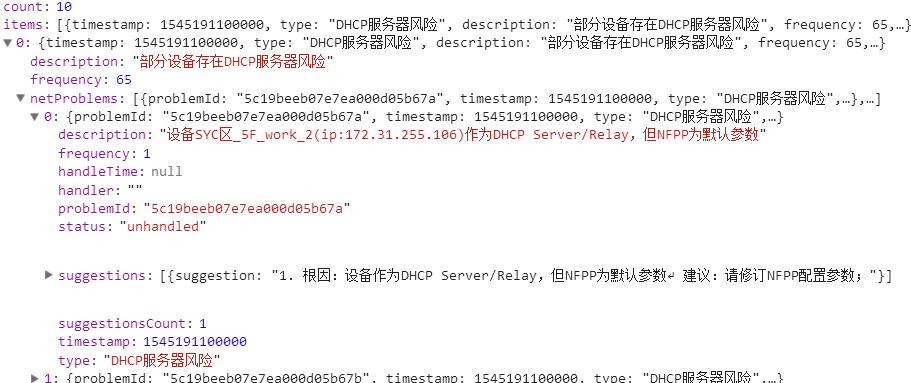 count: 10
items: [{timestamp: 1545191100000, type: "DHCP服务器风险", description: "部分设备存在DHCP服务器风险", frequency: 65,…}
▼0: {timestamp: 1545191100000, type: "DHCP服务器风险", description: "部分设备存在DHCP服务器风险", frequency: 65,…}
description: "部分设备存在DHCP服务器风险"
frequency: 65
▼netProblems: [{problemId: "5c19beeb07e7ea000d05b67a", timestamp: 1545191100000, type: "DHCP服务器风险",…},…]
▼0: {problemId: "5c19beeb07e7ea000d05b67a", timestamp: 1545191100000, type: "DHCP服务器风险",…}
description: "设备SYC区_5F_work_2(ip:172.31.255.106)作为DHCP Server/Relay，但NFPP为默认参数"
frequency: 1
handleTime: null
handler: ""
problemId: "5c19beeb07e7ea000d05b67a"
status: "unhandled"
▶suggestions: [{suggestion: "1. 根因：设备作为DHCP Server/Relay，但NFPP为默认参数↵ 建议：请修订NFPP配置参数；"}]
suggestionsCount: 1
timestamp: 1545191100000
type: "DHCP服务器风险"
▶1: {problemId: "5c19beeb07e7ea000d05b67b", timestamp: 1545191100000, type: "DHCP服务器风险",…}